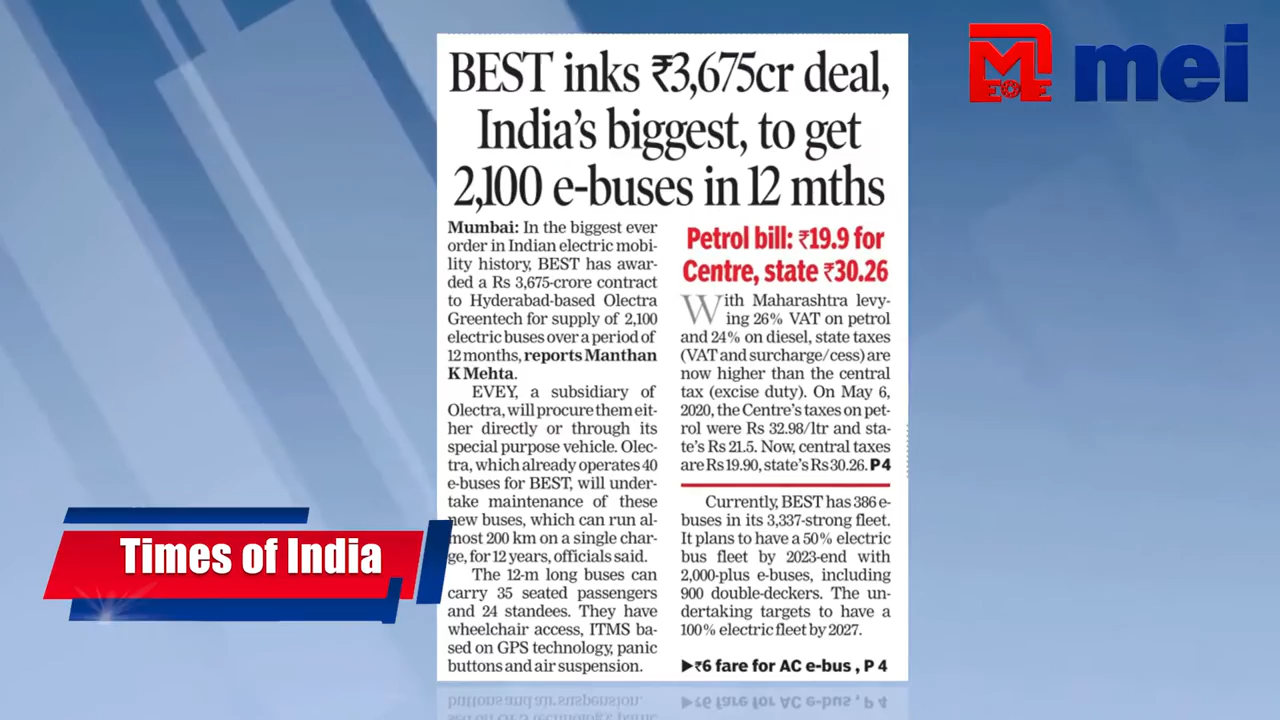 BEST inks ₹3,675cr deal,
India's biggest, to get
2,100 e-buses in 12 mths
Mumbai: In the biggest ever
order in Indian electric mobi-
lity history, BEST has awar-
ded a Rs 3,675-crore contract
to Hyderabad-based Olectra
Greentech for supply of 2,100
electric buses over a period of
12 months, reports Manthan
K Mehta.
EVEY, a subsidiary of
Olectra, will procure them eit-
her directly or through its
special purpose vehicle. Olec-
tra, which already operates 40
e-buses for BEST, will under-
take maintenance of these
new buses, which can run al-
most 200 km on a single char-
ge, for 12 years, officials said.
The 12-m long buses can
carry 35 seated passengers
and 24 standees. They have
wheelchair access, ITMS ba-
sed on GPS technology, panic
buttons and air suspension.
Petrol bill: ₹19.9 for
Centre, state ₹30.26
With Maharashtra levy-
ing 26% VAT on petrol
and 24% on diesel, state taxes
(VAT and surcharge/cess) are
now higher than the central
tax (excise duty). On May 6,
2020, the Centre's taxes on pet-
rol were Rs 32.98/ltr and sta-
te's Rs 21.5. Now, central taxes
are Rs 19.90, state's Rs 30.26. P4
Currently, BEST has 386 e-
buses in its 3,337-strong fleet.
It plans to have a 50% electric
bus fleet by 2023-end with
2,000-plus e-buses, including
900 double-deckers. The un-
dertaking targets to have a
100% electric fleet by 2027.
▶₹6 fare for AC e-bus , P 4
mei
Times of India